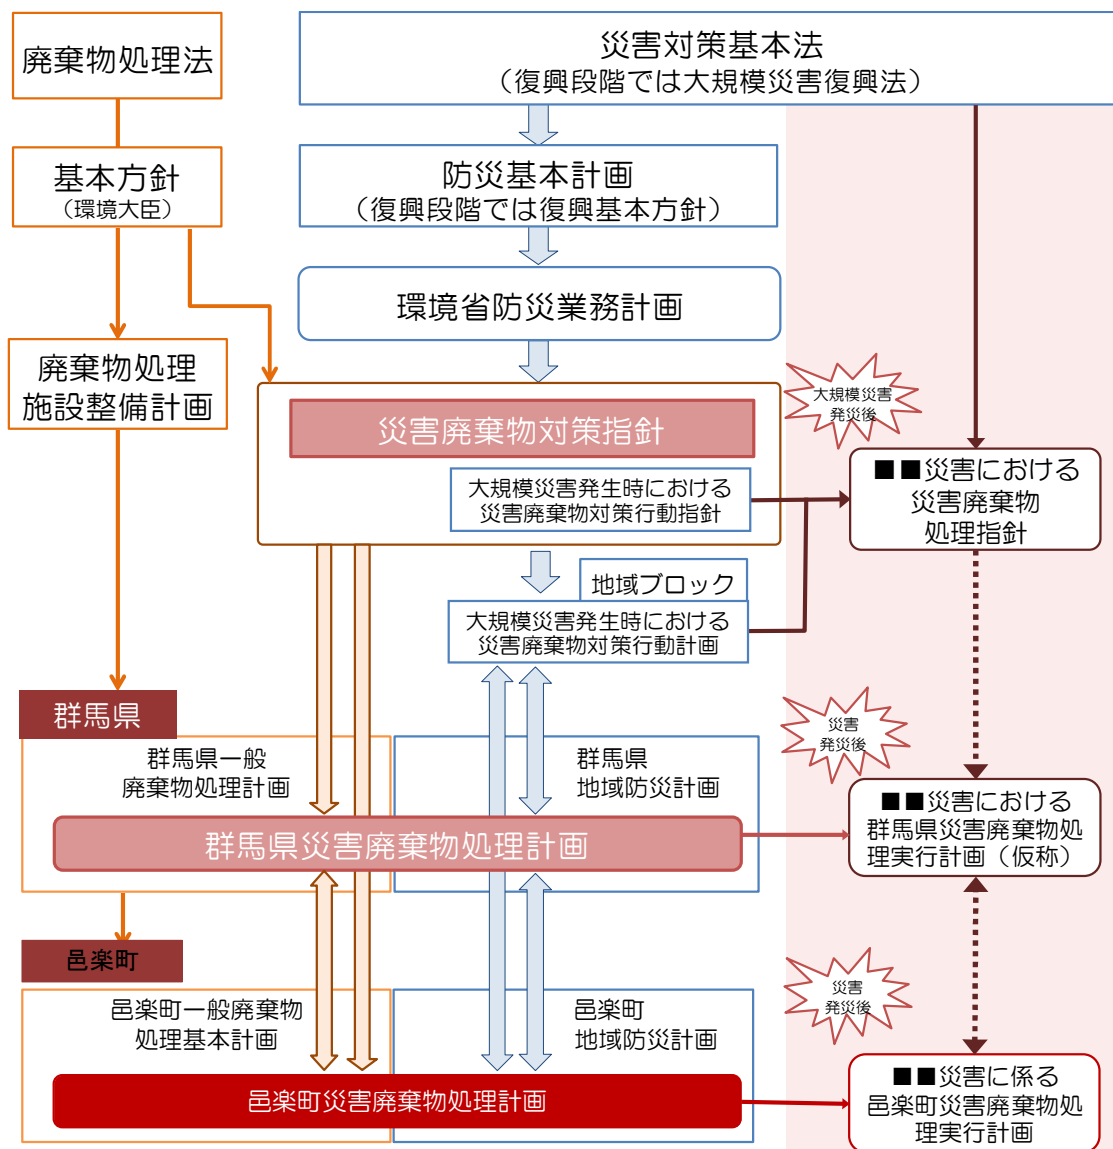 廃棄物処理法
災害対策基本法
（復興段階では大規模災害復興法）
基本方針
（環境大臣）
防災基本計画
（復興段階では復興基本方針）
環境省防災業務計画
廃棄物処理
施設整備計画
災害廃棄物対策指針
大規模災害発生時における
災害廃棄物対策行動指針
大規模災害
発災後
■■災害における
災害廃棄物
処理指針
地域ブロック
大規模災害発生時における
災害廃棄物対策行動計画
群馬県
群馬県一般
廃棄物処理計画
群馬県
地域防災計画
災害
発災後
群馬県災害廃棄物処理計画
■■災害における
群馬県災害廃棄物処
理実行計画（仮称）
邑楽町
邑楽町一般廃棄物
処理基本計画
邑楽町
地域防災計画
災害
発災後
邑楽町災害廃棄物処理計画
■■災害に係る
邑楽町災害廃棄物処
理実行計画